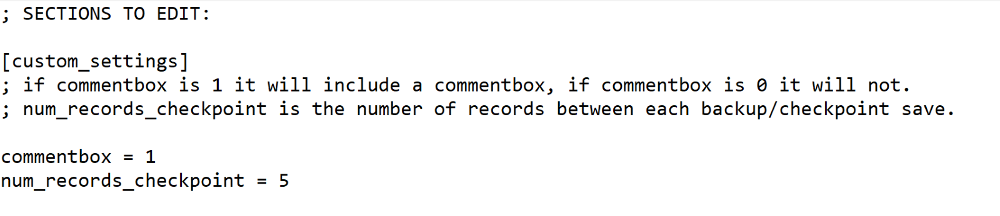 ; SECTIONS TO EDIT:
[custom_settings]
; if commentbox is 1 it will include a commentbox, if commentbox is 0 it will not.
; num_records_checkpoint is the number of records between each backup/checkpoint save.
commentbox = 1
num_records_checkpoint = 5